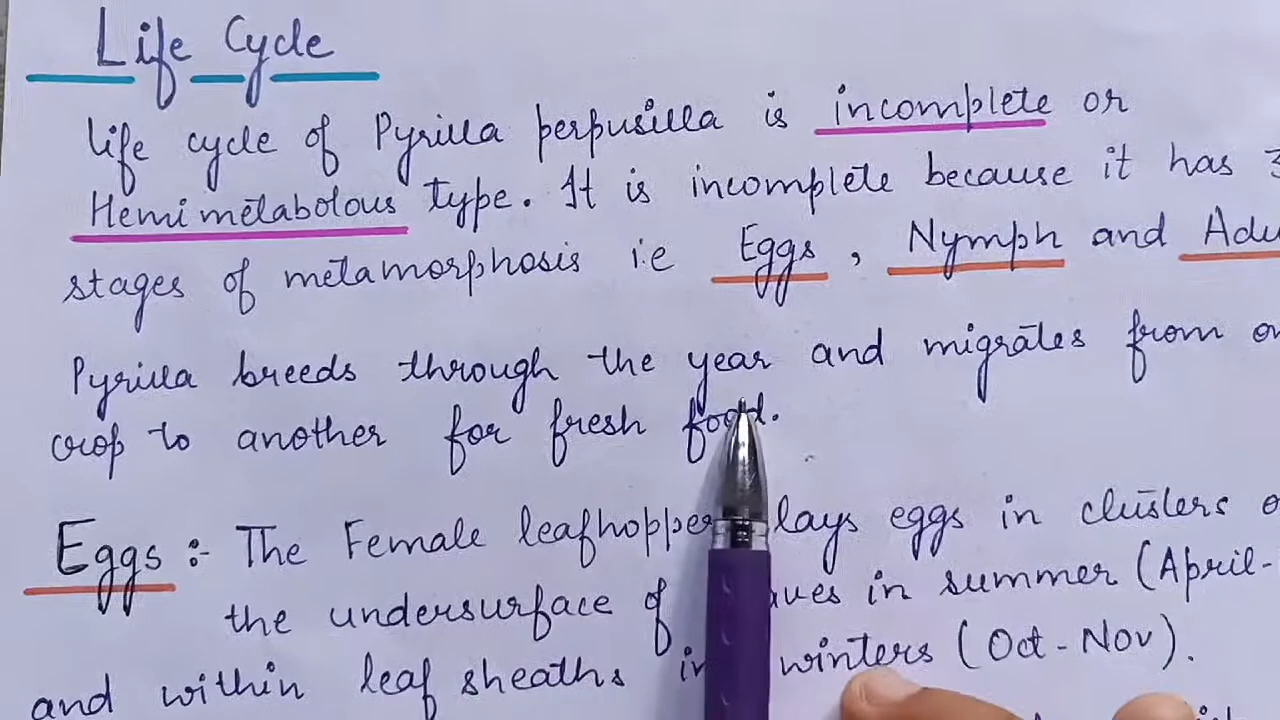 Life Cycle
life cycle of Pyrilla perpusilla is incomplete or
Hemimetabolous type. It is incomplete because it has 3
stages of metamorphosis i.e Eggs, Nymph and Adu
Pyrilla breeds through the year and migrates from
crop to another for fresh food.
Eggs :- The Female leafhopper lays eggs in clusters
the undersurface of in summer (April-
and within leaf sheaths in winters (Oct-Nov).